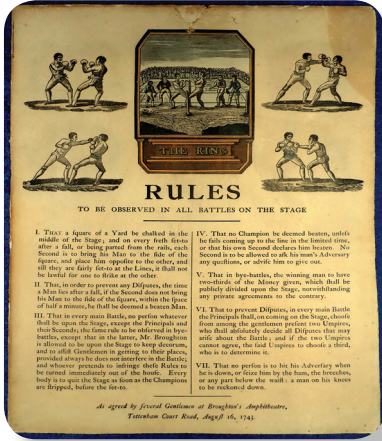 THE RING
RULES
TO BE OBSERVED IN ALL BATTLES ON THE STAGE
I. THAT a ſquare of a Yard be chalked in the
middle of the Stage; and on every freſh ſet-to
after a fall, or being parted from the rails, each
Second is to bring his Man to the ſide of the
ſquare, and place him oppoſite to the other, and
till they are fairly ſet-to at the Lines, it ſhall not
be lawful for one to ſtrike at the other.
II. That, in order to prevent any Diſputes, the time
a Man lies after a fall, if the Second does not bring
his Man to the ſide of the ſquare, within the ſpace
of half a minute, he ſhall be deemed a beaten Man.
III. That in every main Battle, no perſon whatever
ſhall be upon the Stage, except the Principals and
their Seconds; the ſame rule to be obſerved in bye-
battles, except that in the latter, Mr. Broughton
is allowed to be upon the Stage to keep decorum,
and to aſſiſt Gentlemen in getting to their places,
provided always he does not interfere in the Battle;
and whoever pretends to infringe theſe Rules to
be turned immediately out of the houſe. Every
body is to quit the Stage as ſoon as the Champions
are ſtripped, before the ſet-to.
IV. That no Champion be deemed beaten, unleſs
he fails coming up to the line in the limited time,
or that his own Second declares him beaten. No
Second is to be allowed to aſk his man's Adverſary
any queſtions, or adviſe him to give out.
V. That in bye-battles, the winning man to have
two-thirds of the Money given, which ſhall be
publicly divided upon the Stage, notwithſtanding
any private agreements to the contrary.
VI. That to prevent Diſputes, in every main Battle
the Principals ſhall, on coming on the Stage, chooſe
from among the gentlemen preſent two Umpires,
who ſhall abſolutely decide all Diſputes that may
ariſe about the Battle; and if the two Umpires
cannot agree, the ſaid Umpires to chooſe a third,
who is to determine it.
VII. That no perſon is to hit his Adverſary when
he is down, or ſeize him by the ham, the breeches,
or any part below the waiſt: a man on his knees
to be reckoned down.
As agreed by ſeveral Gentlemen at Broughton's Amphitheatre,
Tottenham Court Road, Auguſt 16, 1743